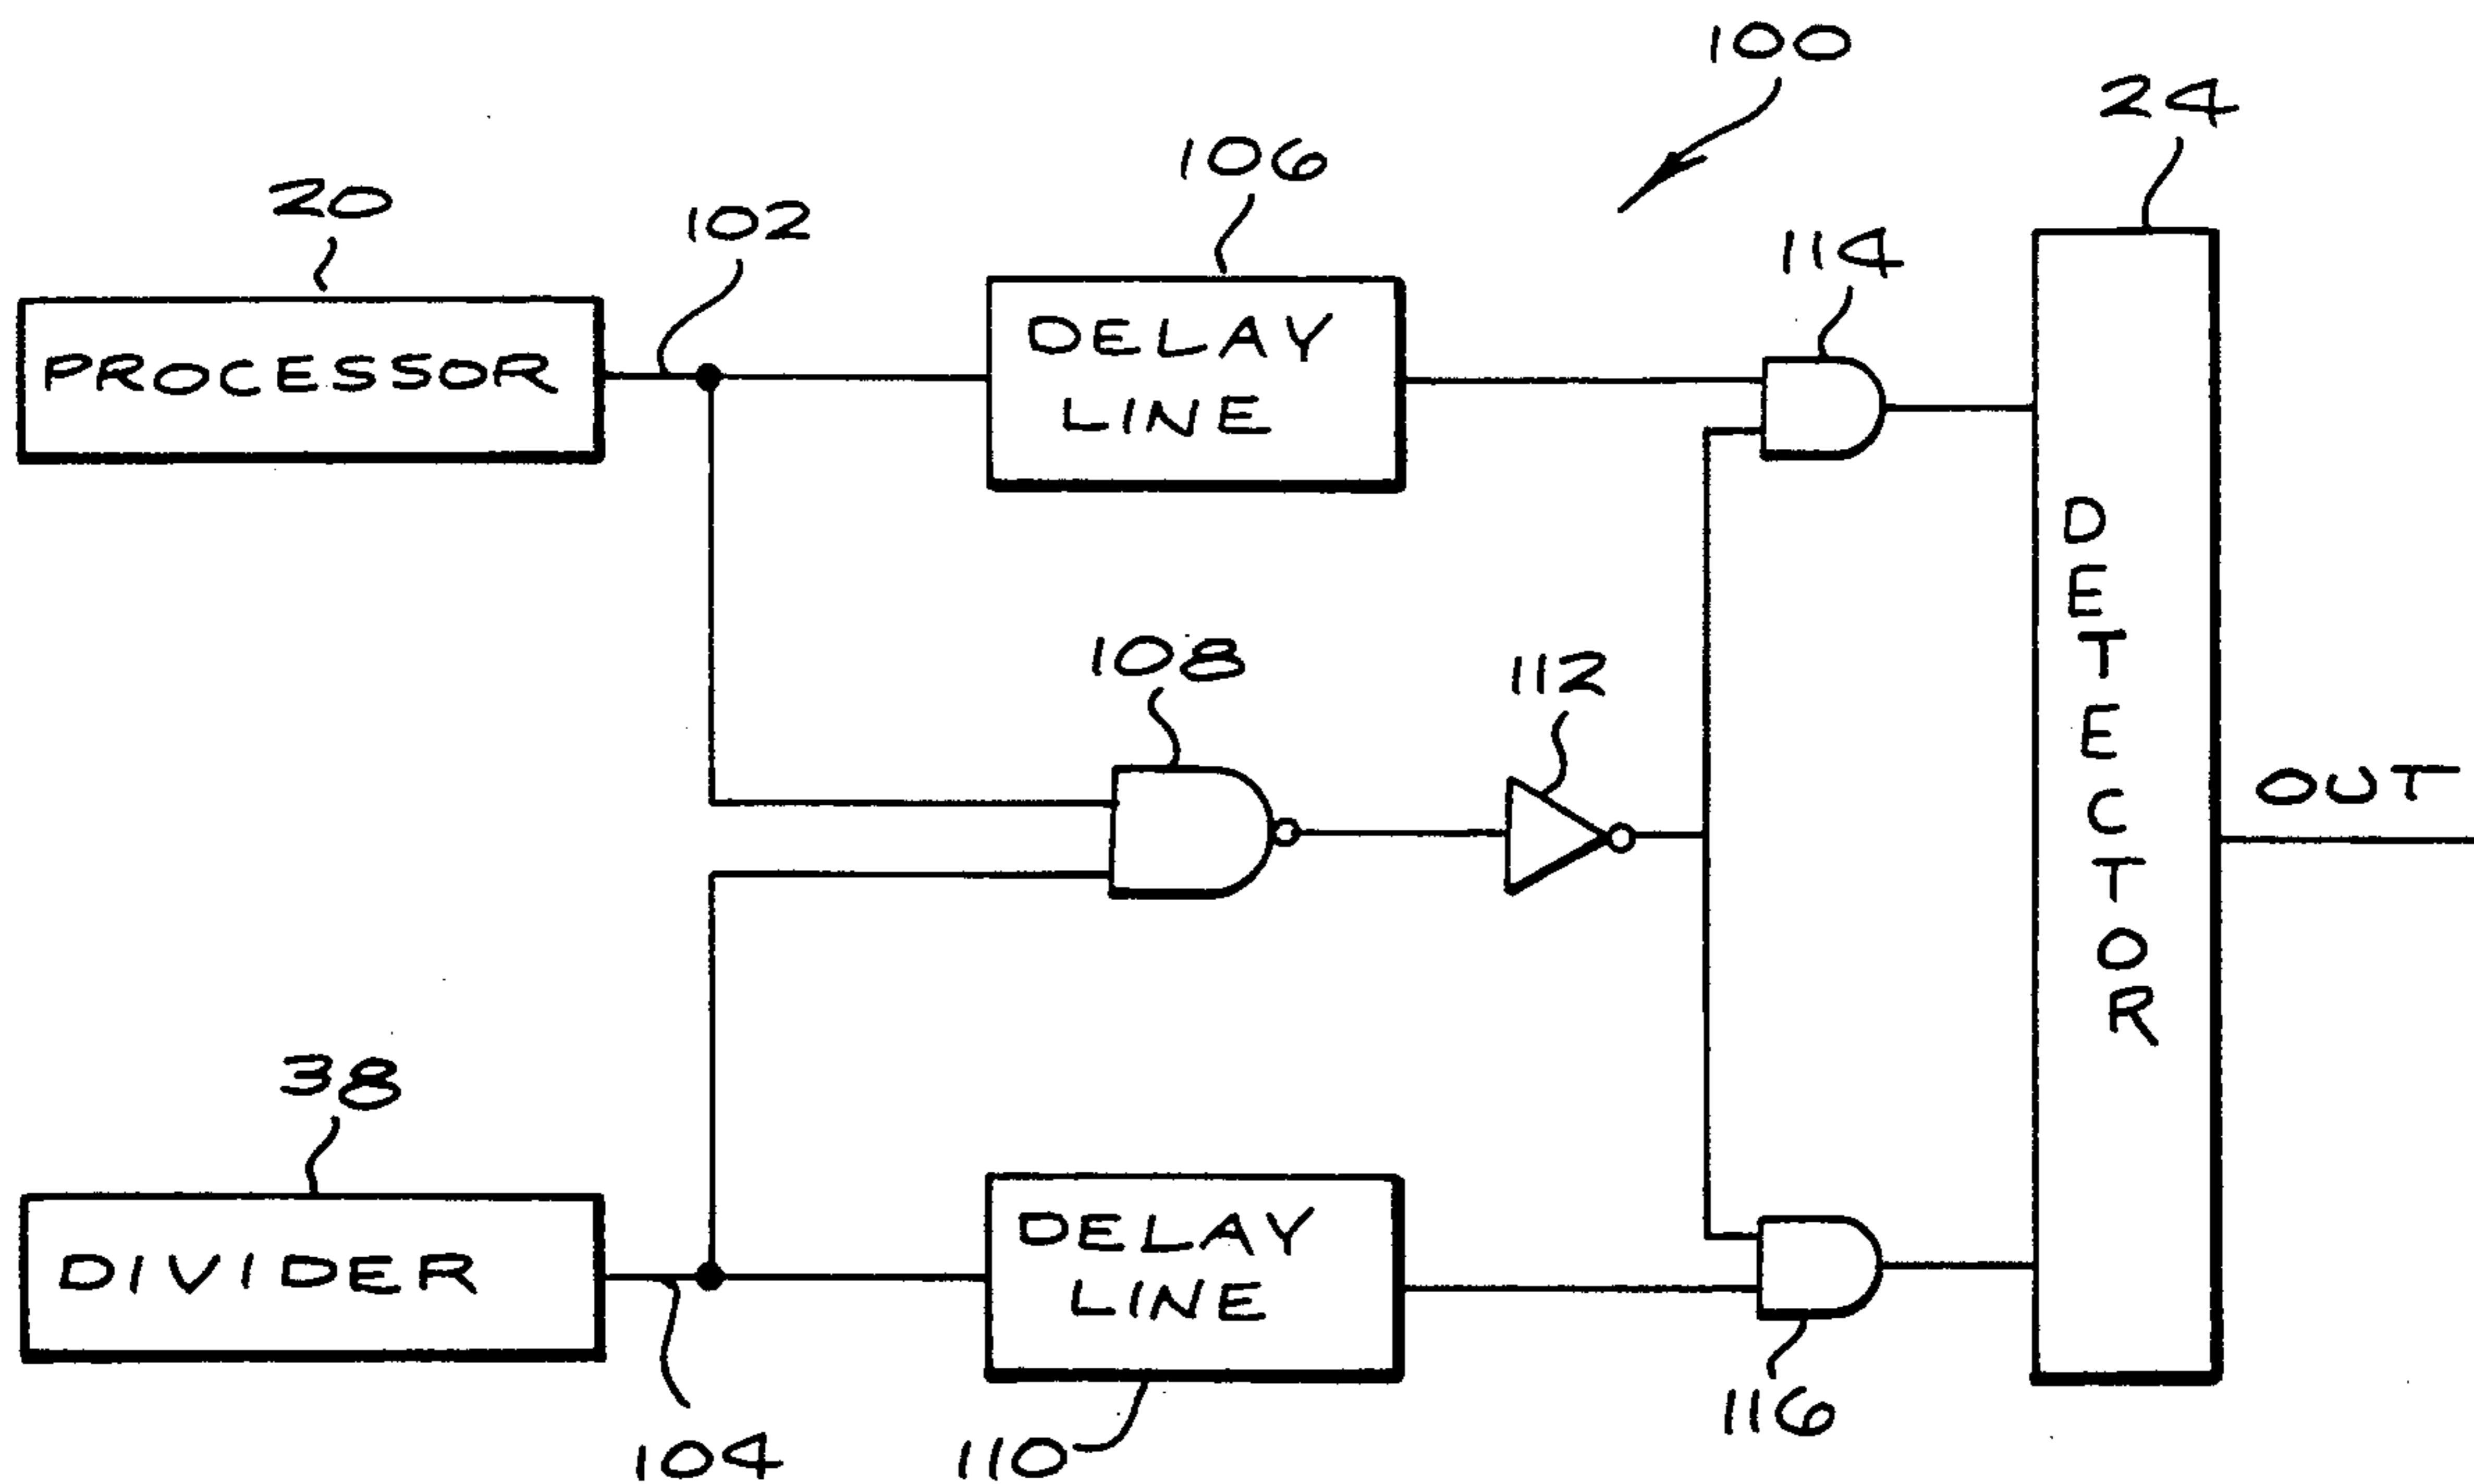 100
24
106
20
102
114
PROCESSOR
DELAY
LINE
DETECTOR
108
112
OUT
38
DIVIDER
DELAY
LINE
104
110
116